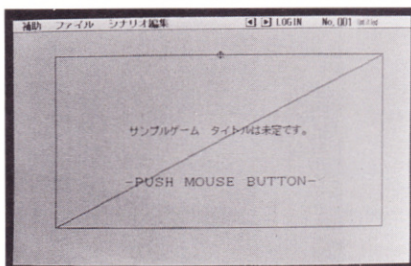 補助 ファイル シナリオ編集 LOGIN No.001
サンプルゲーム タイトルは未定です。
-PUSH MOUSE BUTTON-